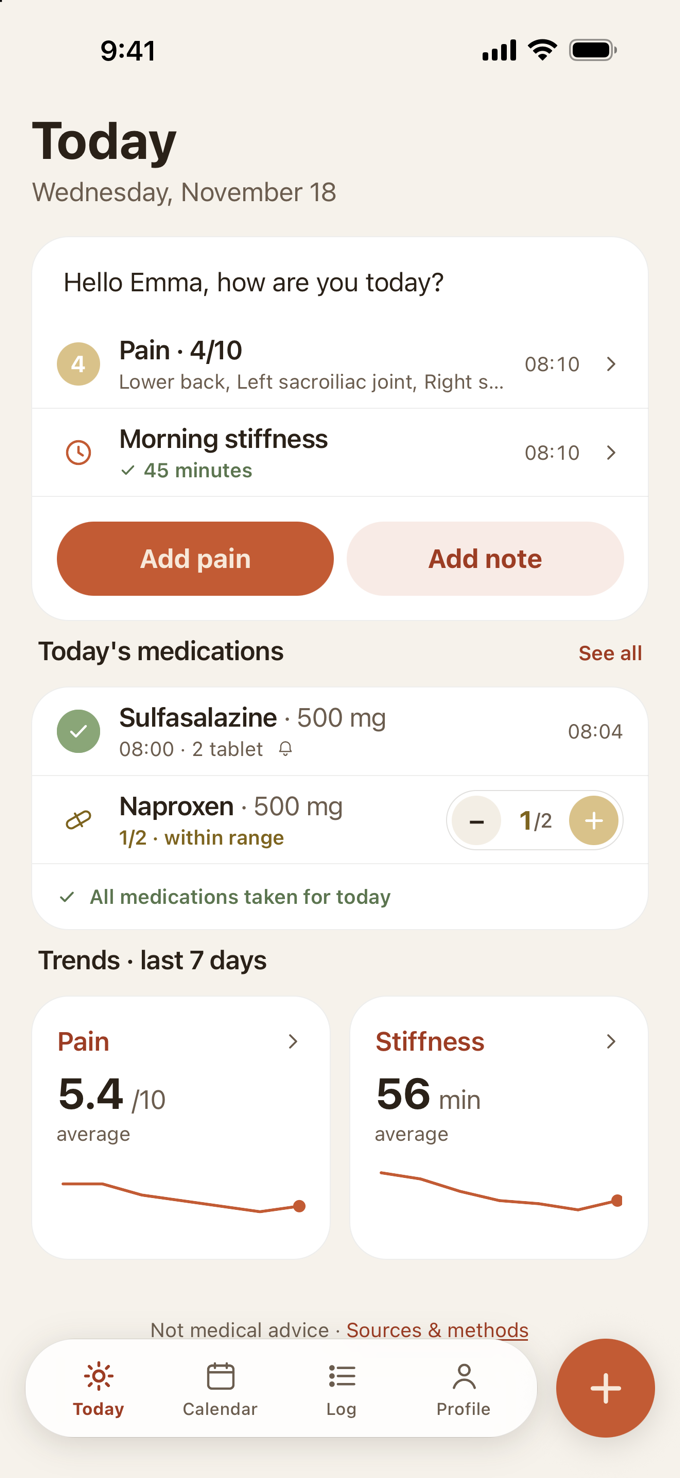 9:41
Today
Wednesday, November 18
Hello Emma, how are you today?
4
Pain · 4/10
Lower back, Left sacroiliac joint, Right s...
08:10
Morning stiffness
45 minutes
08:10
Add pain
Add note
Today's medications
See all
Sulfasalazine · 500 mg
08:00 · 2 tablet
08:04
Naproxen · 500 mg
1/2 · within range
− 1/2 +
All medications taken for today
Trends · last 7 days
Pain
5.4 /10
average
Stiffness
56 min
average
Not medical advice · Sources & methods
Today
Calendar
Log
Profile
+